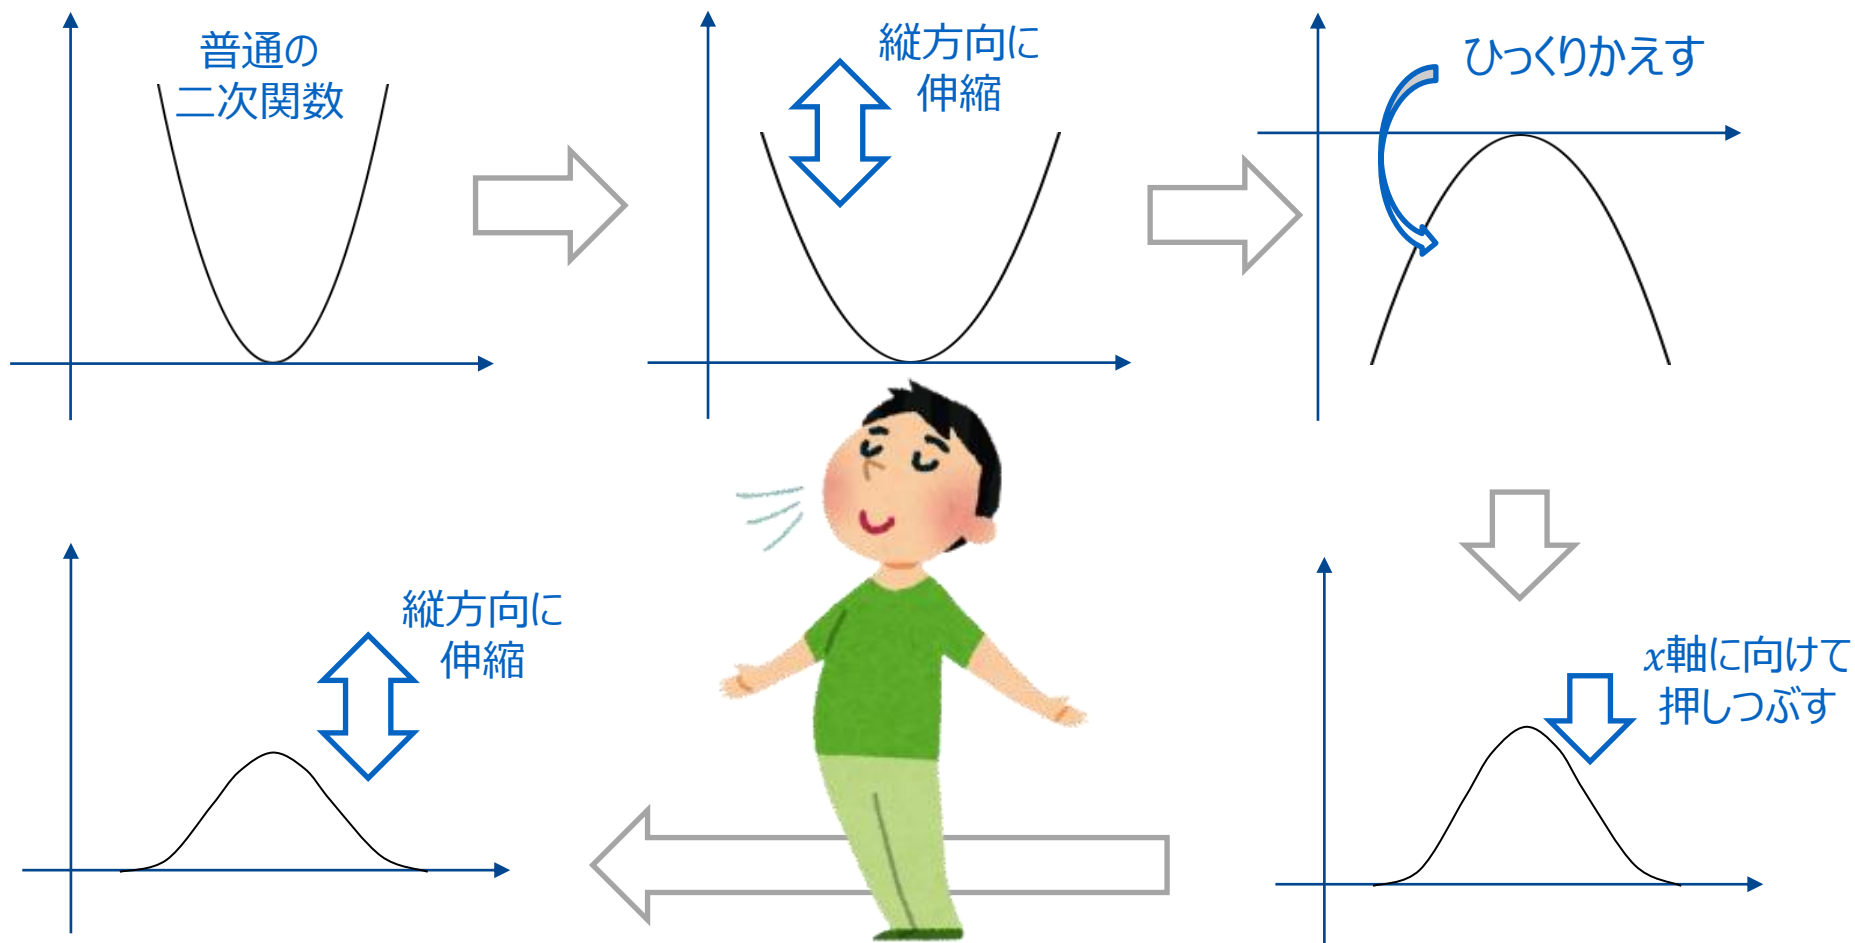 普通の
二次関数
縦方向に
伸縮
ひっくりかえす
縦方向に
伸縮
x軸に向けて
押しつぶす